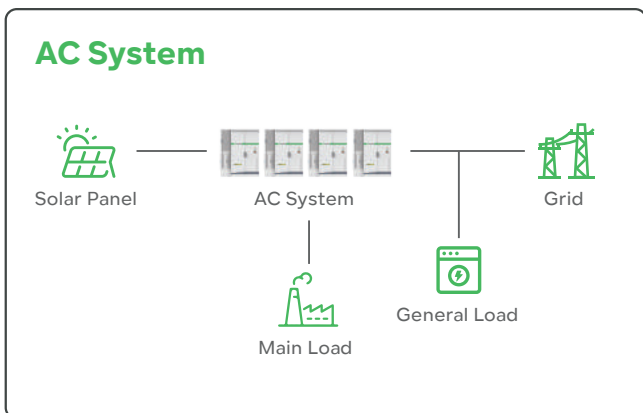 AC System
Solar Panel
AC System
Grid
General Load
Main Load